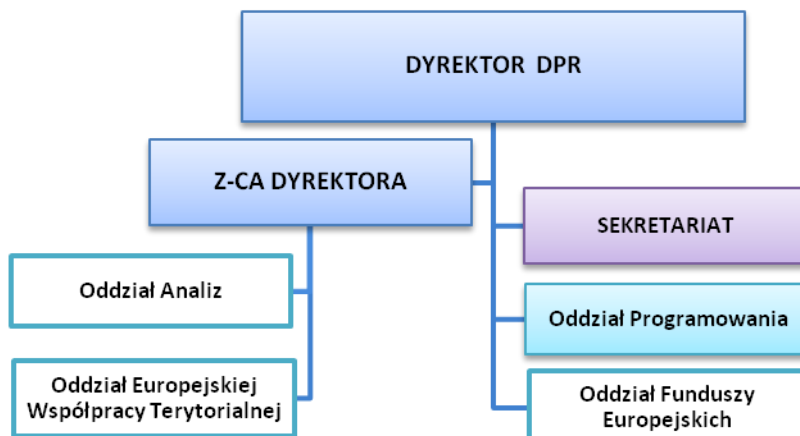 DYREKTOR DPR
Z-CA DYREKTORA
SEKRETARIAT
Oddział Analiz
Oddział Programowania
Oddział Europejskiej
Współpracy Terytorialnej
Oddział Funduszy
Europejskich